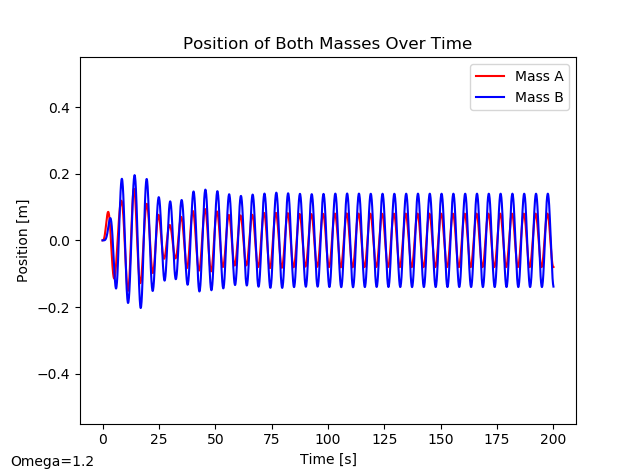 Position of Both Masses Over Time
Mass A
Mass B
Position [m]
0.4
0.2
0.0
−0.2
−0.4
0 25 50 75 100 125 150 175 200
Time [s]
Omega=1.2